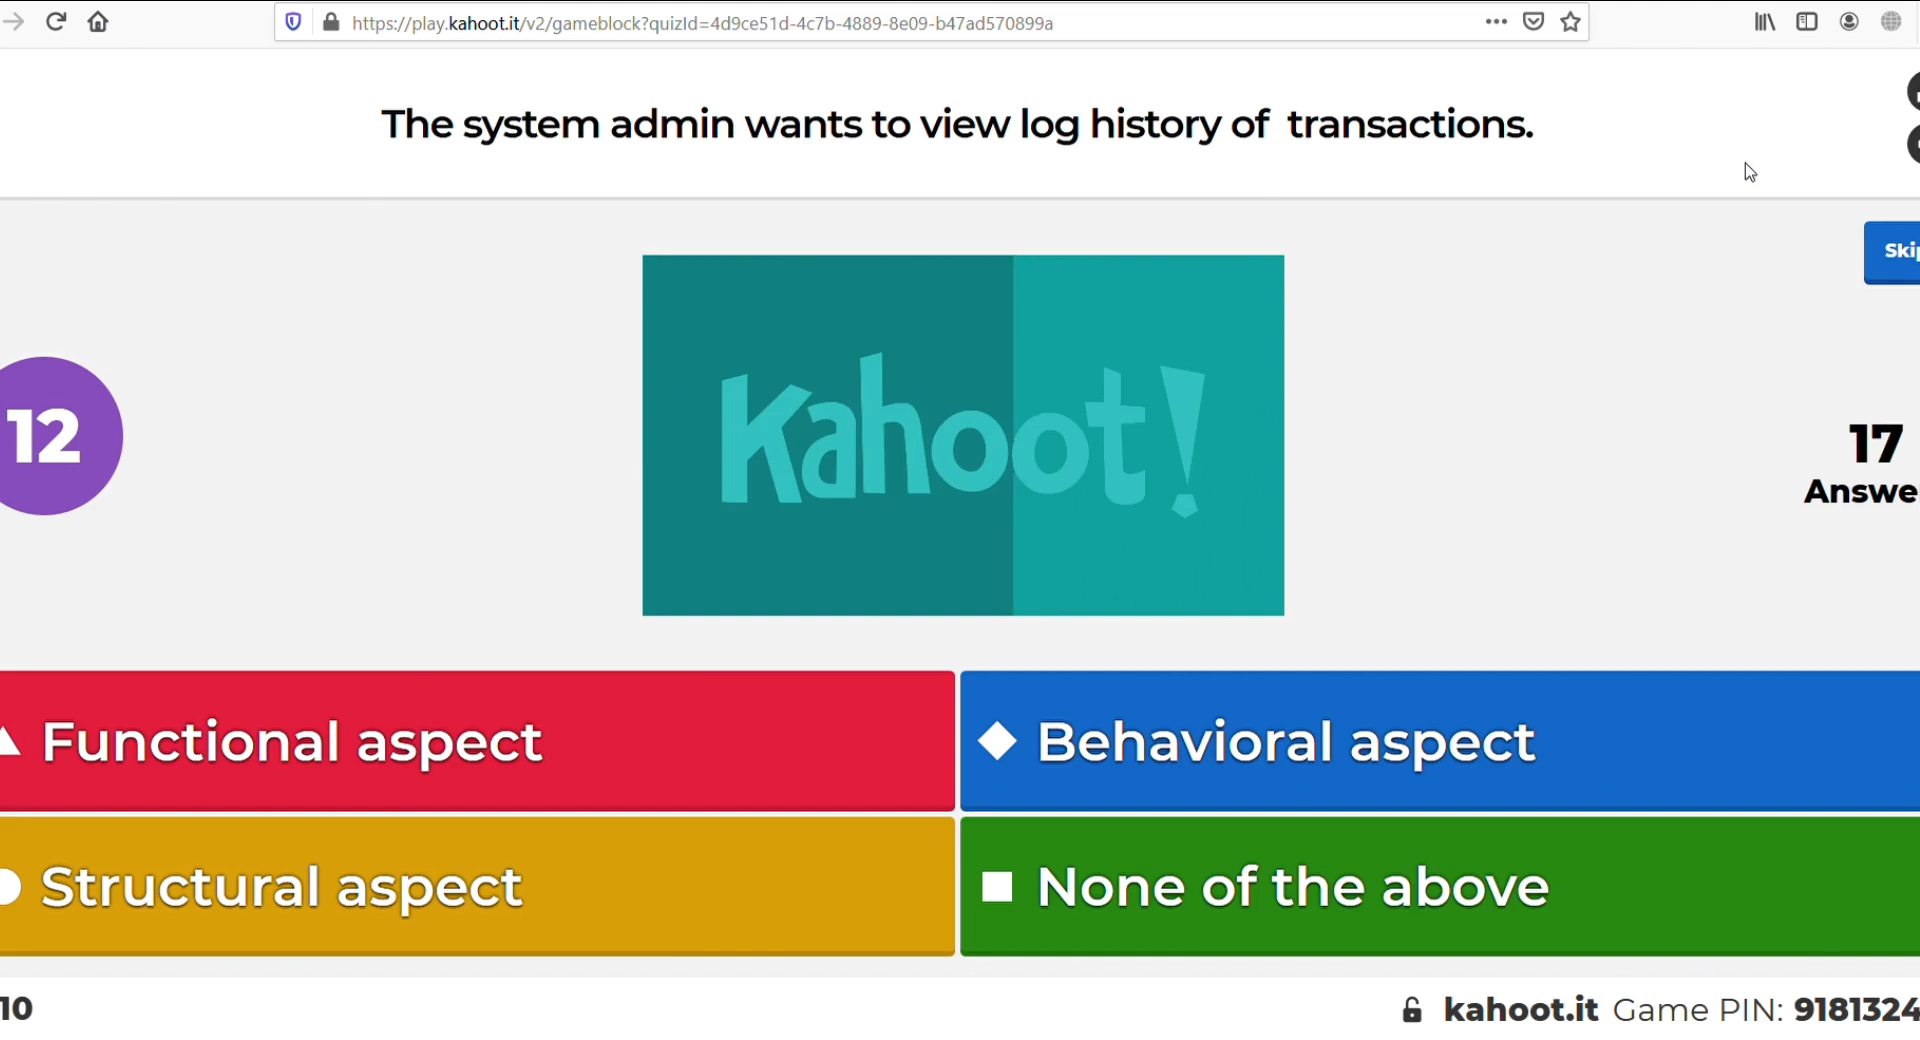 https://play.kahoot.it/v2/gameblock?quizId=4d9ce51d-4c7b-4889-8e09-b47ad570899a
The system admin wants to view log history of transactions.
Kahoot!
12
17
Functional aspect
Behavioral aspect
Structural aspect
None of the above
10
kahoot.it Game PIN: 9181324